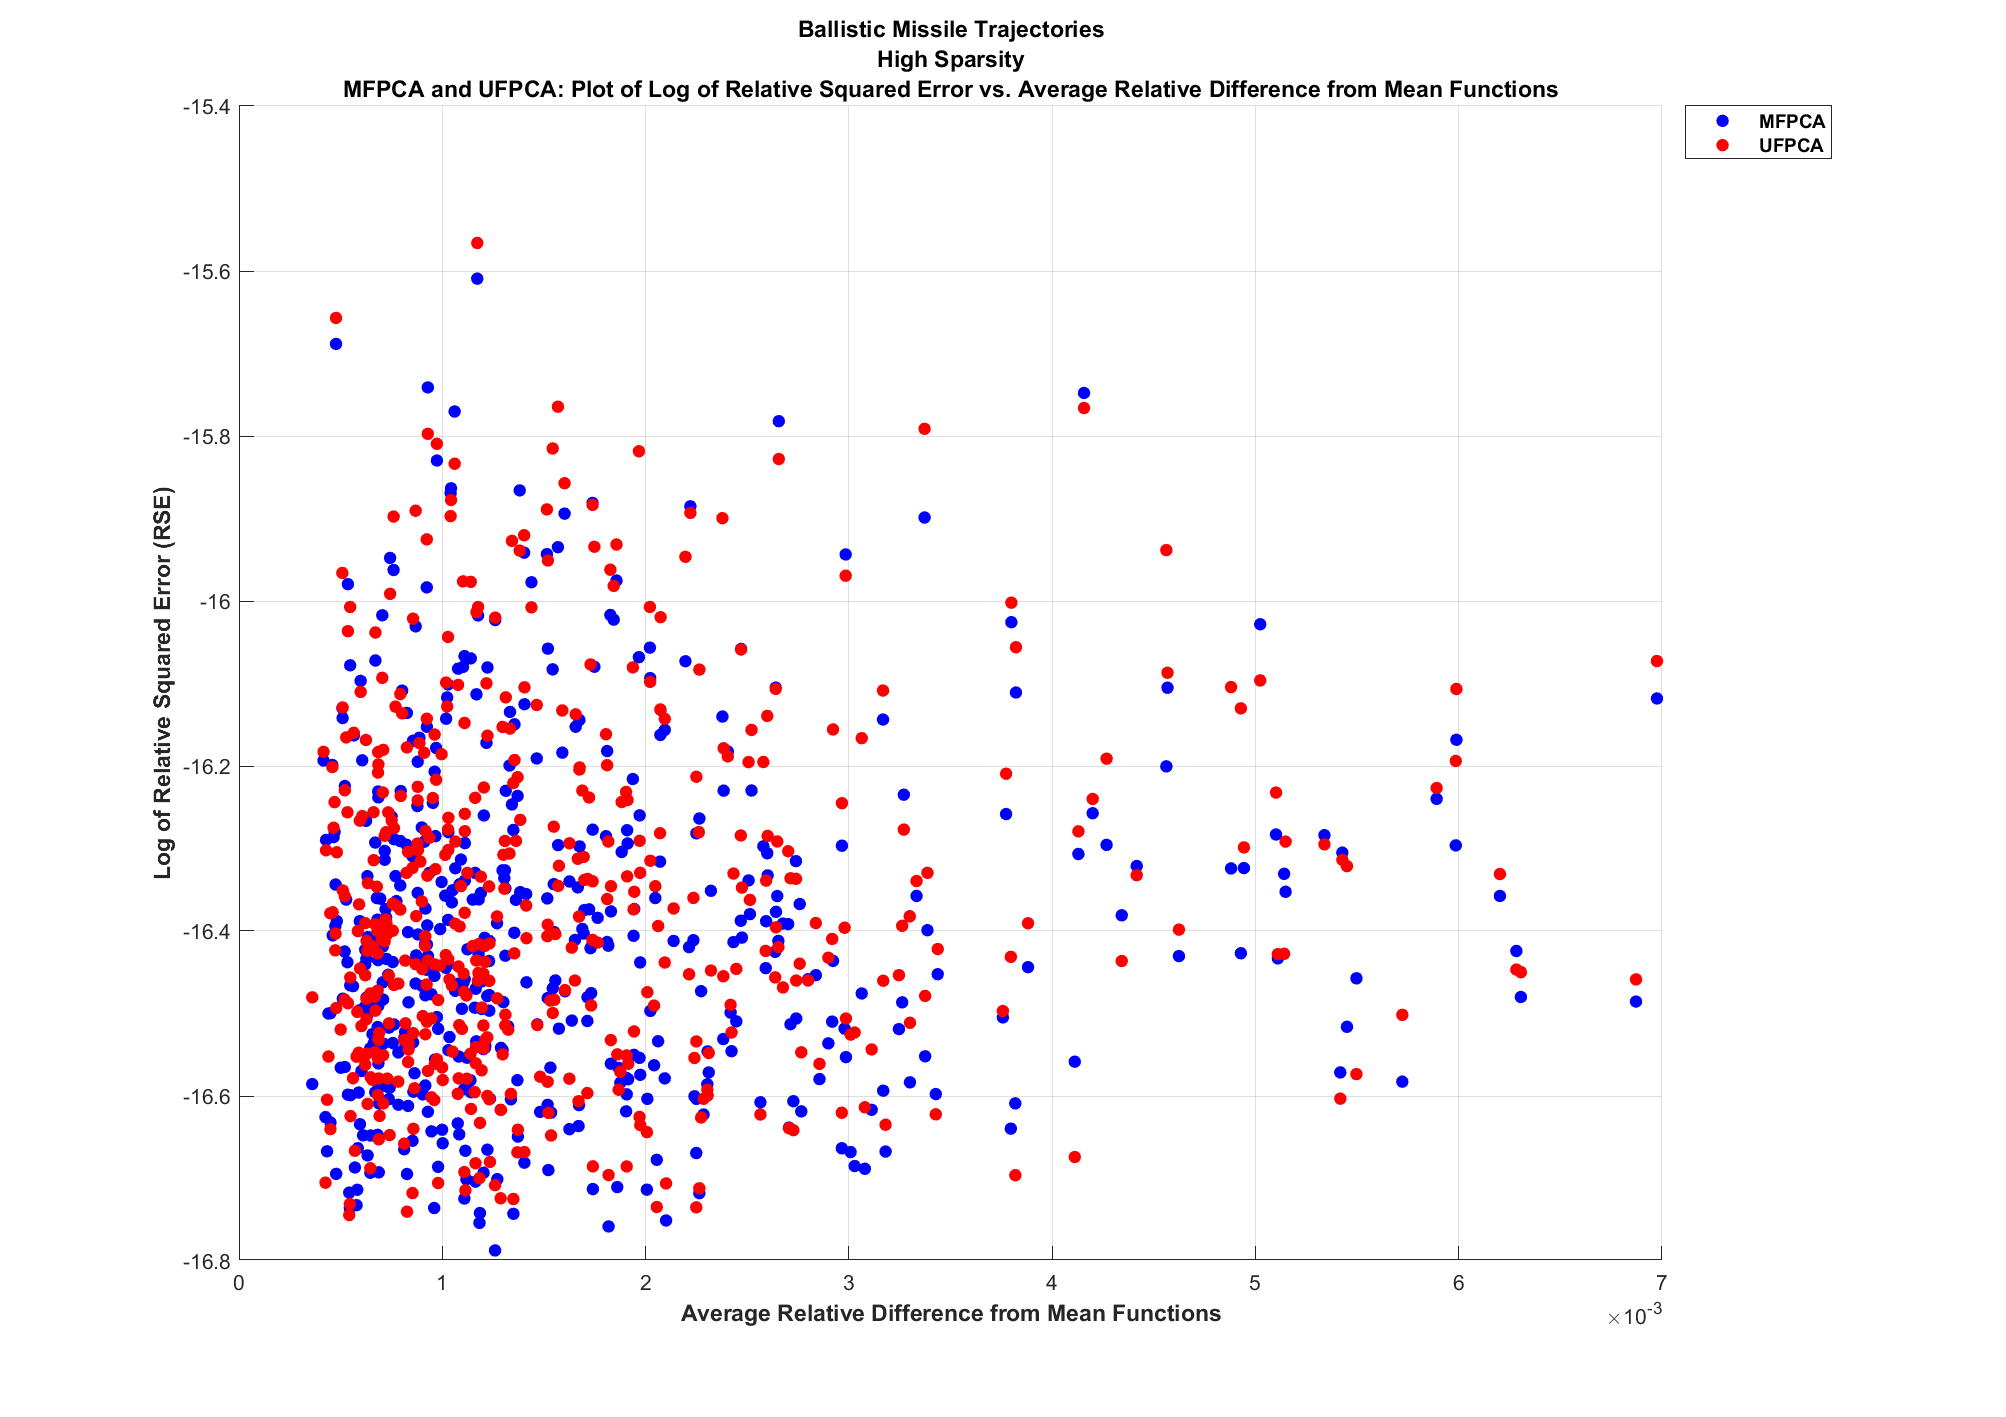 Ballistic Missile Trajectories
High Sparsity
MFPCA and UFPCA: Plot of Log of Relative Squared Error vs. Average Relative Difference from Mean Functions
MFPCA
UFPCA
Log of Relative Squared Error (RSE)
-15.4
-15.6
-15.8
-16
-16.2
-16.4
-16.6
-16.8
0 1 2 3 4 5 6 7
×10⁻³
Average Relative Difference from Mean Functions